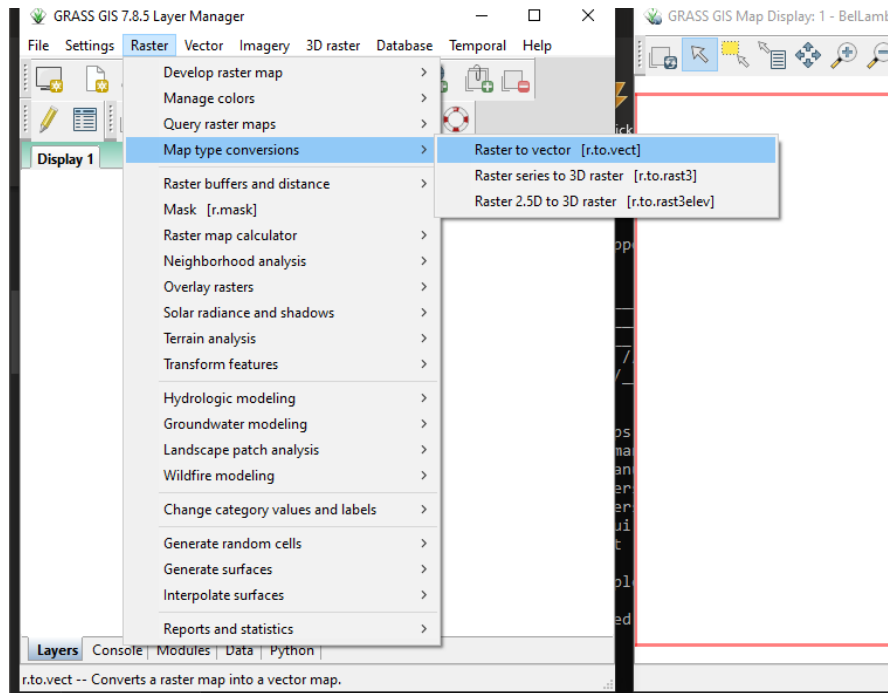 GRASS GIS 7.8.5 Layer Manager
File Settings Raster Vector Imagery 3D raster Database Temporal Help
Develop raster map
Manage colors
Query raster maps
Map type conversions
Raster buffers and distance
Mask [r.mask]
Raster map calculator
Neighborhood analysis
Overlay rasters
Solar radiance and shadows
Terrain analysis
Transform features
Hydrologic modeling
Groundwater modeling
Landscape patch analysis
Wildfire modeling
Change category values and labels
Generate random cells
Generate surfaces
Interpolate surfaces
Reports and statistics
Raster to vector [r.to.vect]
Raster series to 3D raster [r.to.rast3]
Raster 2.5D to 3D raster [r.to.rast3elev]
Display 1
Layers Console Modules Data Python
r.to.vect -- Converts a raster map into a vector map.
GRASS GIS Map Display: 1 - BelLamb